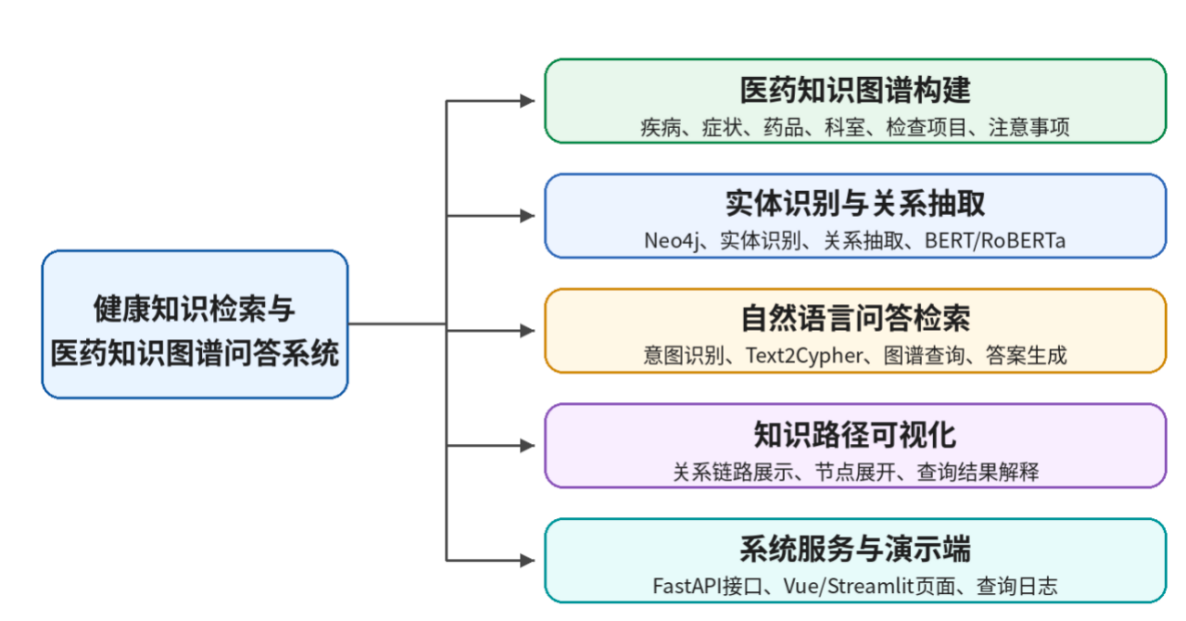 健康知识检索与
医药知识图谱问答系统
医药知识图谱构建
疾病、症状、药品、科室、检查项目、注意事项
实体识别与关系抽取
Neo4j、实体识别、关系抽取、BERT/RoBERTa
自然语言问答检索
意图识别、Text2Cypher、图谱查询、答案生成
知识路径可视化
关系链路展示、节点展开、查询结果解释
系统服务与演示端
FastAPI接口、Vue/Streamlit页面、查询日志